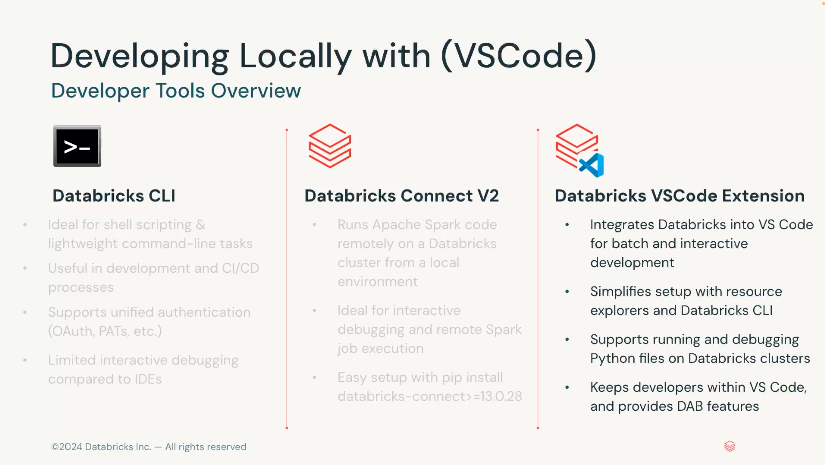 Developing Locally with (VSCode)
Developer Tools Overview
>-
Databricks CLI
• Ideal for shell scripting &
lightweight command-line tasks
• Useful in development and CI/CD
processes
• Supports unified authentication
(OAuth, PATs, etc.)
• Limited interactive debugging
compared to IDEs
Databricks Connect V2
• Runs Apache Spark code
remotely on a Databricks
cluster from a local
environment
• Ideal for interactive
debugging and remote Spark
job execution
• Easy setup with pip install
databricks-connect>=13.0.28
Databricks VSCode Extension
• Integrates Databricks into VS Code
for batch and interactive
development
• Simplifies setup with resource
explorers and Databricks CLI
• Supports running and debugging
Python files on Databricks clusters
• Keeps developers within VS Code,
and provides DAB features
©2024 Databricks Inc. — All rights reserved